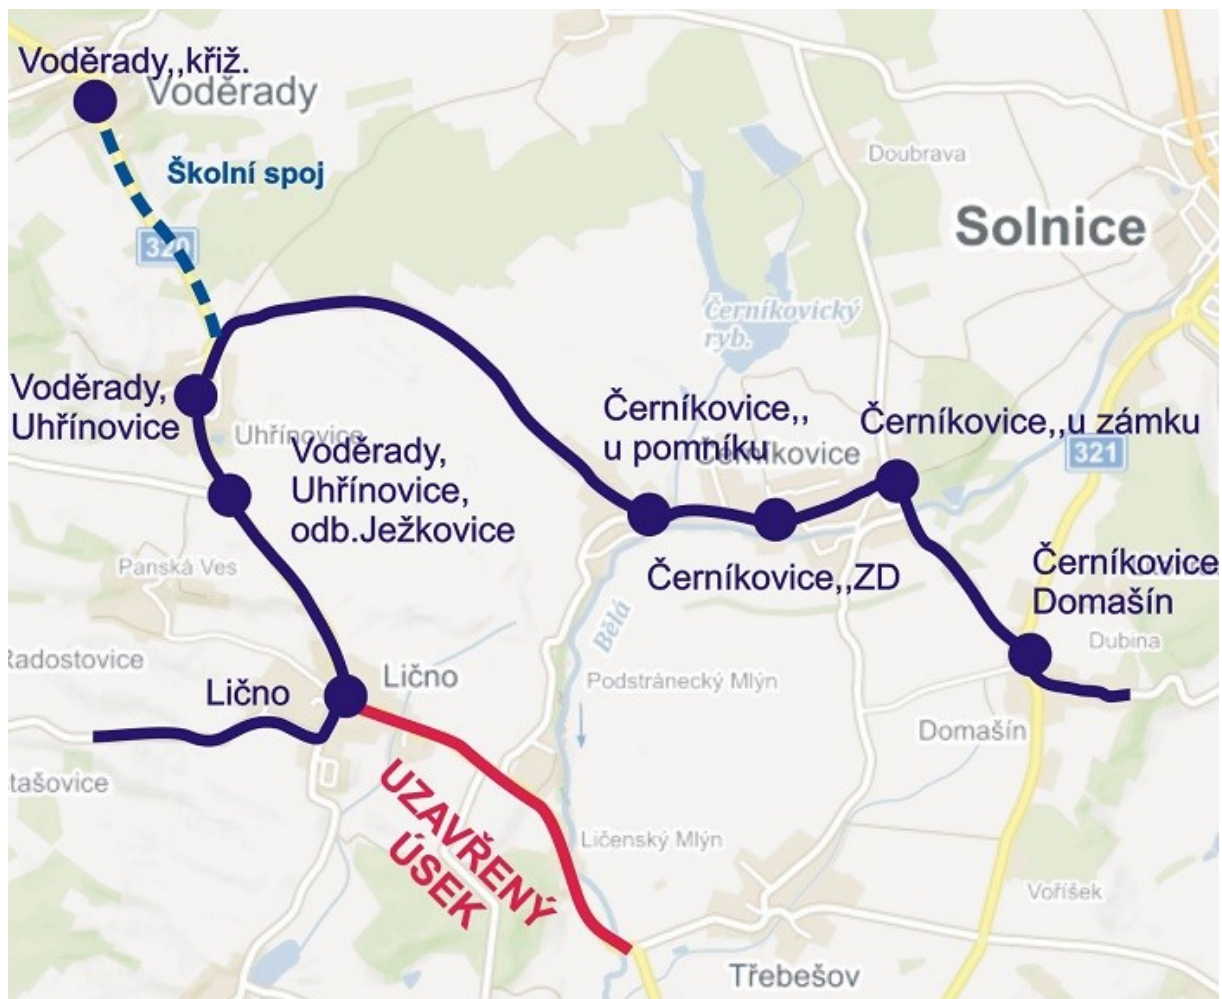 Voděrady,,křiž.
Voděrady
Školní spoj
320
Doubrava
Solnice
Černíkovický
ryb.
Voděrady,
Uhřínovice
Uhřínovice
Voděrady,
Uhřínovice,
odb.Ježkovice
Černíkovice,,
u pomníku
Černíkovice
Černíkovice,,u zámku
321
Černíkovice,,ZD
Černíkovice
Domašín
Dubina
Panská Ves
Bělá
Radostovice
Lično
Lično
Podstránecký Mlýn
Domašín
UZAVŘENÝ
ÚSEK
Ličenský Mlýn
Voříšek
Třebešov